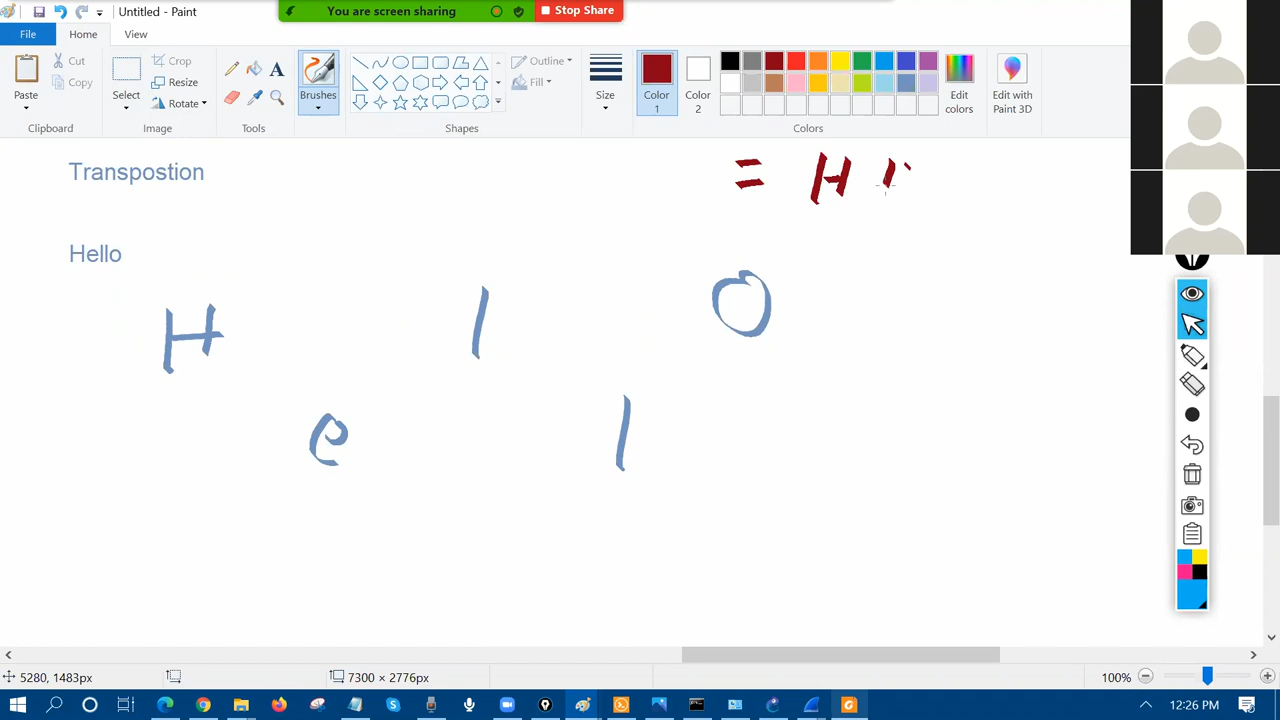 Untitled - Paint
You are screen sharing
Stop Share
File
Home
View
Paste
Cut
Copy
Clipboard
Select
Crop
Resize
Rotate
Image
Tools
Brushes
Shapes
Outline
Fill
Size
Color 1
Color 2
Edit colors
Colors
Edit with Paint 3D
Transpostion
= H l
Hello
H l O
e l
5280, 1483px
7300 × 2776px
100%
12:26 PM